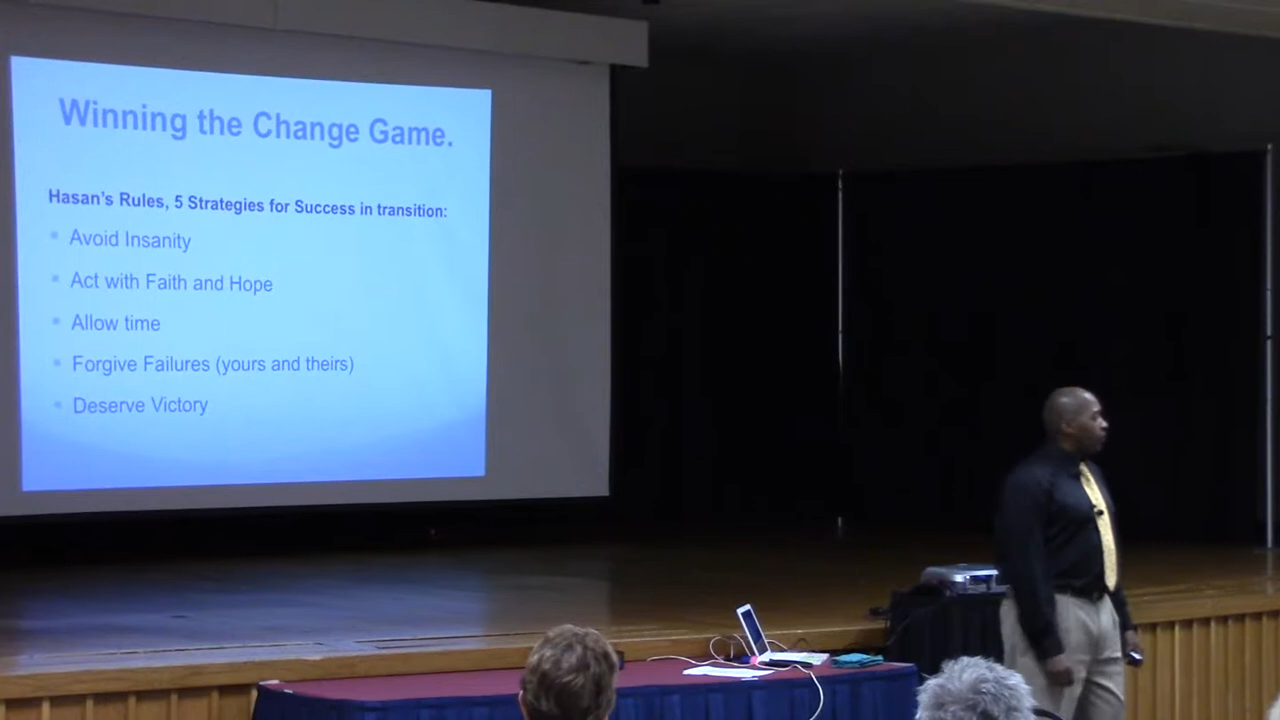 Winning the Change Game.
Hasan's Rules, 5 Strategies for Success in transition:
Avoid Insanity
Act with Faith and Hope
Allow time
Forgive Failures (yours and theirs)
Deserve Victory